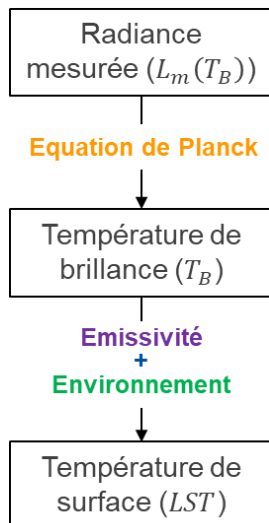 Radiance
mesurée (L_m(T_B))
Equation de Planck
Température de
brillance (T_B)
Emissivité
+
Environnement
Température de
surface (LST)